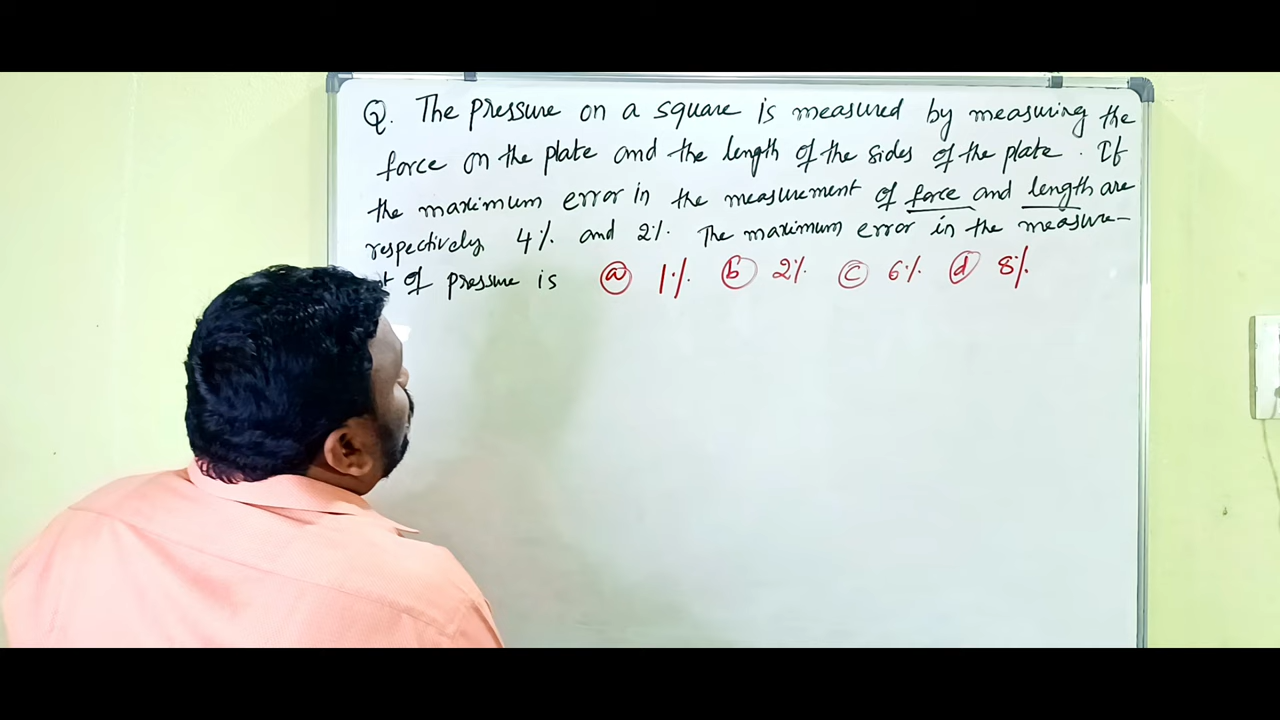 Q. The pressure on a square is measured by measuring the
force on the plate and the length of the sides of the plate. If
the maximum error in the measurement of force and length are
respectively 4% and 2%. The maximum error in the measure-
of pressure is (a) 1% (b) 2% (c) 6% (d) 8%